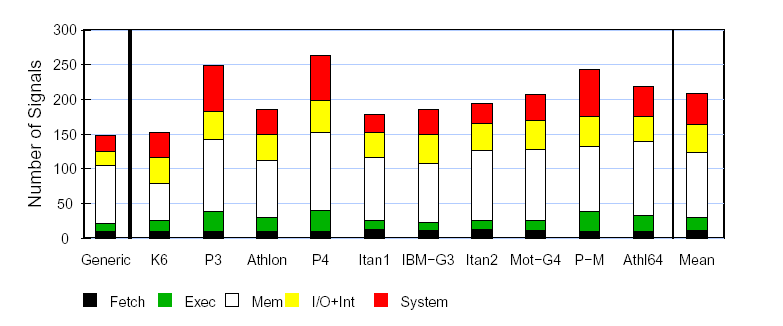 300
250
200
150
100
50
0
Number of Signals
Generic K6 P3 Athlon P4 Itan1 IBM-G3 Itan2 Mot-G4 P-M Athl64 Mean
Fetch Exec Mem I/O+Int System